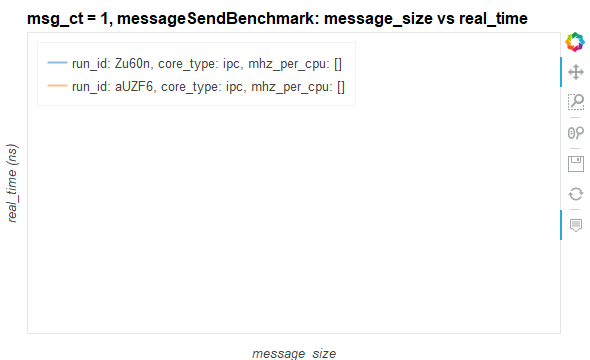 msg_ct = 1, messageSendBenchmark: message_size vs real_time
run_id: Zu60n, core_type: ipc, mhz_per_cpu: []
run_id: aUZF6, core_type: ipc, mhz_per_cpu: []
real_time (ns)
message_size